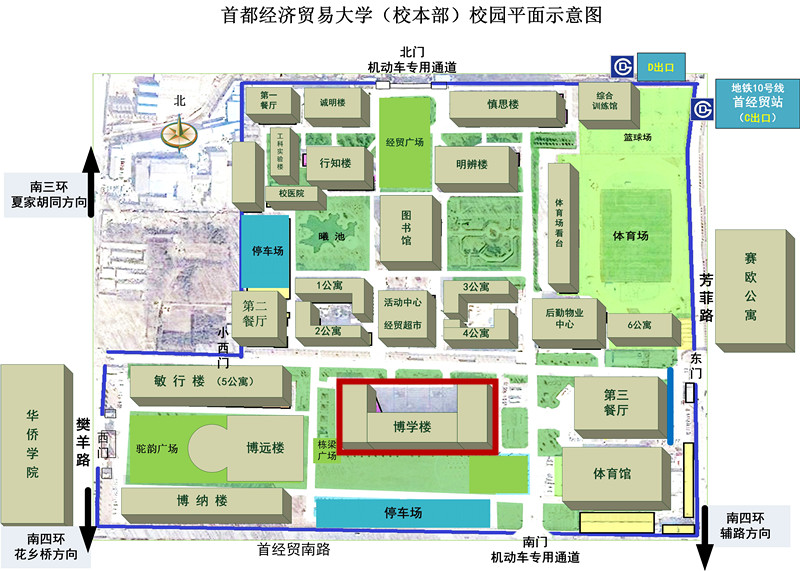 首都经济贸易大学（校本部）校园平面示意图
北门
机动车专用通道
D出口
地铁10号线
首经贸站
（C出口）
北
第一
餐厅
诚明楼
慎思楼
综合
训练馆
经贸广场
篮球场
工科实验楼
行知楼
明辨楼
校医院
南三环
夏家胡同方向
图书馆
体育场看台
体育场
停车场
曦池
赛欧公寓
芳菲路
1公寓
3公寓
第二
餐厅
活动中心
经贸超市
后勤物业
中心
2公寓
4公寓
6公寓
小西门
东门
敏行楼（5公寓）
第三
餐厅
华侨学院
樊羊路
西门
驼韵广场
博远楼
栋梁
广场
博学楼
体育馆
博纳楼
停车场
南四环
花乡桥方向
首经贸南路
南门
机动车专用通道
南四环
辅路方向